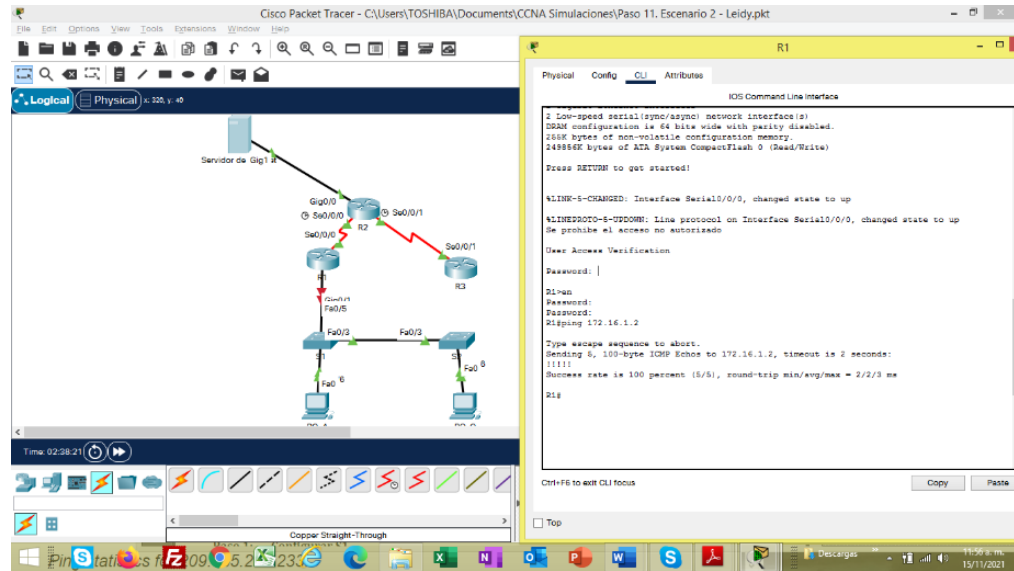 Cisco Packet Tracer - C:\Users\TOSHIBA\Documents\CCNA Simulaciones\Paso 11. Escenario 2 - Leidy.pkt
File Edit Options View Tools Extensions Window Help
Logical Physical x: 320, y: 40
Servidor de Gig1
Gig0/0
Se0/0/0 Se0/0/1
R2
Se0/0/0
Se0/0/1
R1
R3
Gig0/1
Fa0/5
Fa0/3 Fa0/3
S1
Fa0 6
Fa0 6
Time: 02:38:21
Copper Straight-Through
R1
Physical Config CLI Attributes
IOS Command Line Interface
2 Low-speed serial(sync/async) network interface(s)
DRAM configuration is 64 bits wide with parity disabled.
255K bytes of non-volatile configuration memory.
249856K bytes of ATA System CompactFlash 0 (Read/Write)
Press RETURN to get started!
%LINK-5-CHANGED: Interface Serial0/0/0, changed state to up
%LINEPROTO-5-UPDOWN: Line protocol on Interface Serial0/0/0, changed state to up
Se prohibe el acceso no autorizado
User Access Verification
Password:
R1>en
Password:
Password:
R1#ping 172.16.1.2
Type escape sequence to abort.
Sending 5, 100-byte ICMP Echos to 172.16.1.2, timeout is 2 seconds:
!!!!!
Success rate is 100 percent (5/5), round-trip min/avg/max = 2/2/3 ms
R1#
Ctrl+F6 to exit CLI focus
Copy Paste
Top
Descargas
11:56 a. m.
15/11/2021